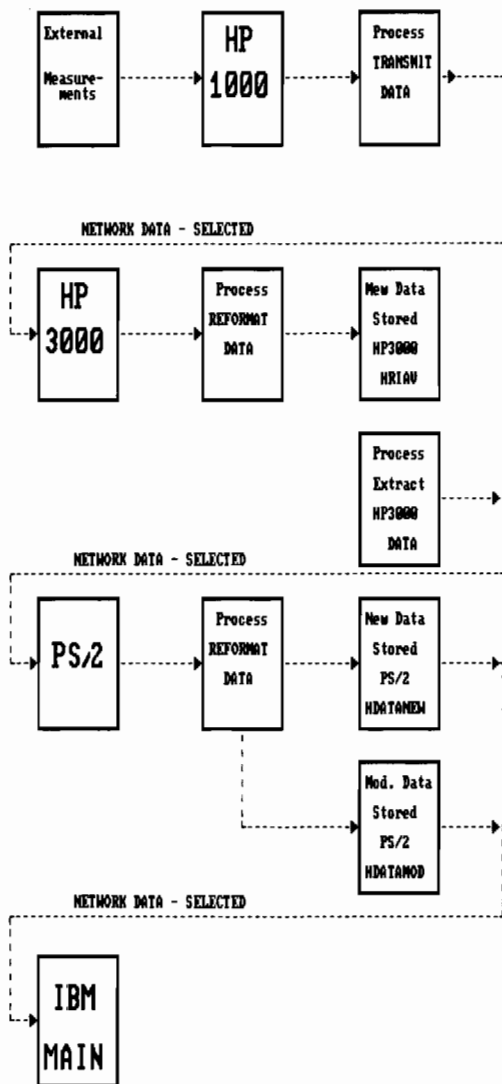 External
Measure-
ments
HP
1000
Process
TRANSMIT
DATA
NETWORK DATA - SELECTED
HP
3000
Process
REFORMAT
DATA
New Data
Stored
HP3000
HRIAV
Process
Extract
HP3000
DATA
NETWORK DATA - SELECTED
PS/2
Process
REFORMAT
DATA
New Data
Stored
PS/2
HDATANEW
Mod. Data
Stored
PS/2
HDATAMOD
NETWORK DATA - SELECTED
IBM
MAIN